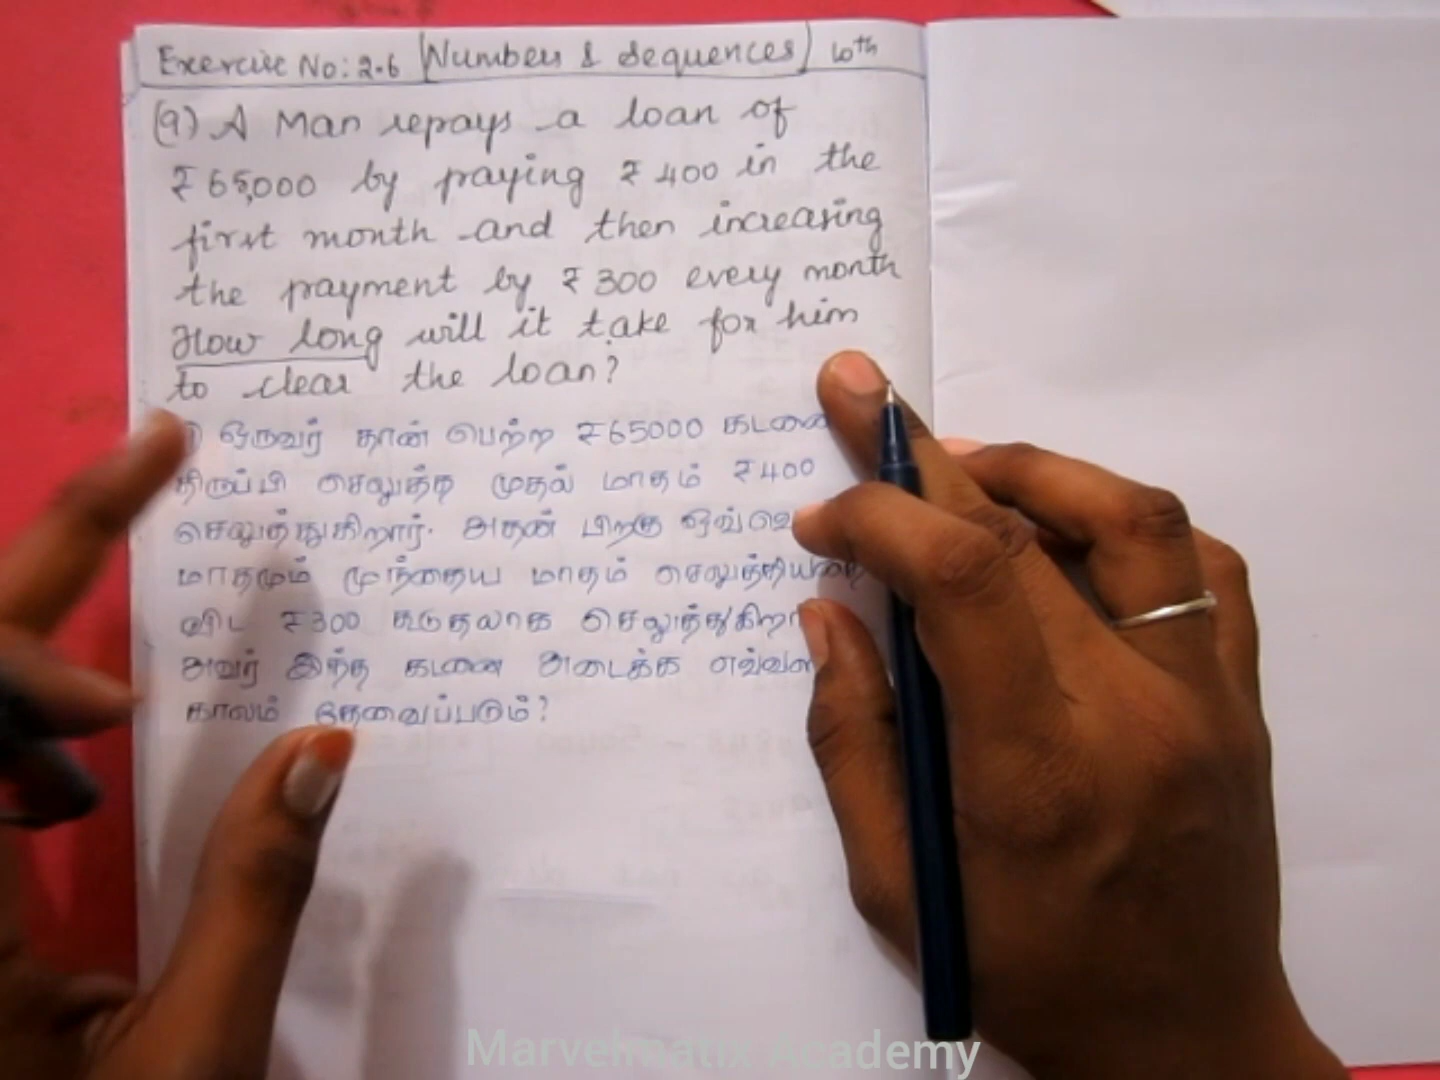 Exercise No: 2.6 Numbers & Sequences 10th
(9) A Man repays a loan of
₹65,000 by paying ₹400 in the
first month and then increasing
the payment by ₹300 every month
How long will it take for him
to clear the loan?
ஒருவர் தான் பெற்ற ₹65000 கடனை
திருப்பி செலுத்த முதல் மாதம் ₹400
செலுத்துகிறார். அதன் பிறகு
மாதமும் முந்தைய மாதம் செலுத்தியதை
விட ₹300 கூடுதலாக
அவர் இந்த கடனை அடைக்க
காலம் தேவைப்படும்?
Marvelmatix Academy